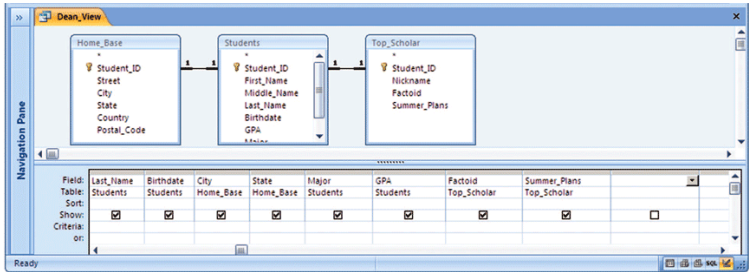 » Dean_View ×
Navigation Pane
Home_Base
*
Student_ID
Street
City
State
Country
Postal_Code
1 1
Students
*
Student_ID
First_Name
Middle_Name
Last_Name
Birthdate
GPA
Major
1 1
Top_Scholar
*
Student_ID
Nickname
Factoid
Summer_Plans
Field: Last_Name Birthdate City State Major GPA Factoid Summer_Plans
Table: Students Students Home_Base Home_Base Students Students Top_Scholar Top_Scholar
Sort:
Show:
Criteria:
or:
Ready SQL